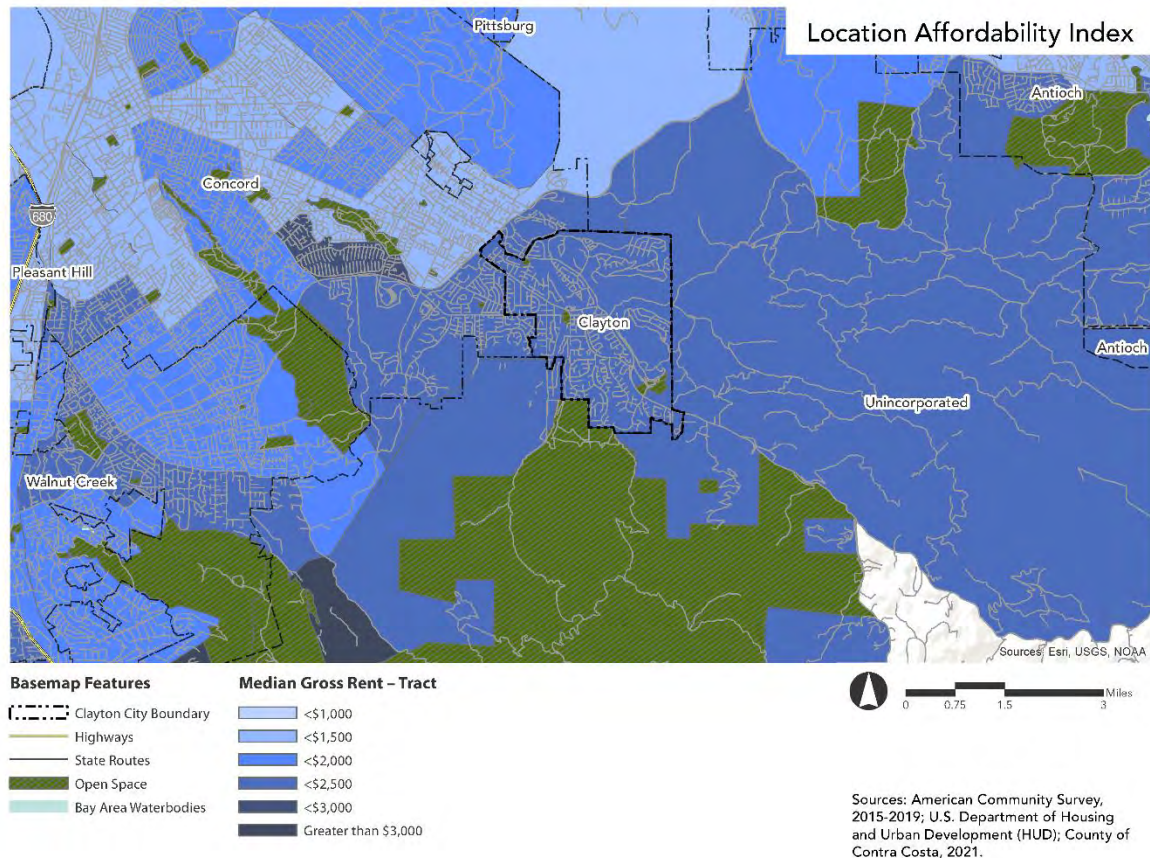 Location Affordability Index
Pittsburg
Antioch
Concord
680
Pleasant Hill
Clayton
Antioch
Unincorporated
Walnut Creek
Sources: Esri, USGS, NOAA
Basemap Features
Clayton City Boundary
Highways
State Routes
Open Space
Bay Area Waterbodies
Median Gross Rent – Tract
<$1,000
<$1,500
<$2,000
<$2,500
<$3,000
Greater than $3,000
Miles
0 0.75 1.5 3
Sources: American Community Survey,
2015-2019; U.S. Department of Housing
and Urban Development (HUD); County of
Contra Costa, 2021.